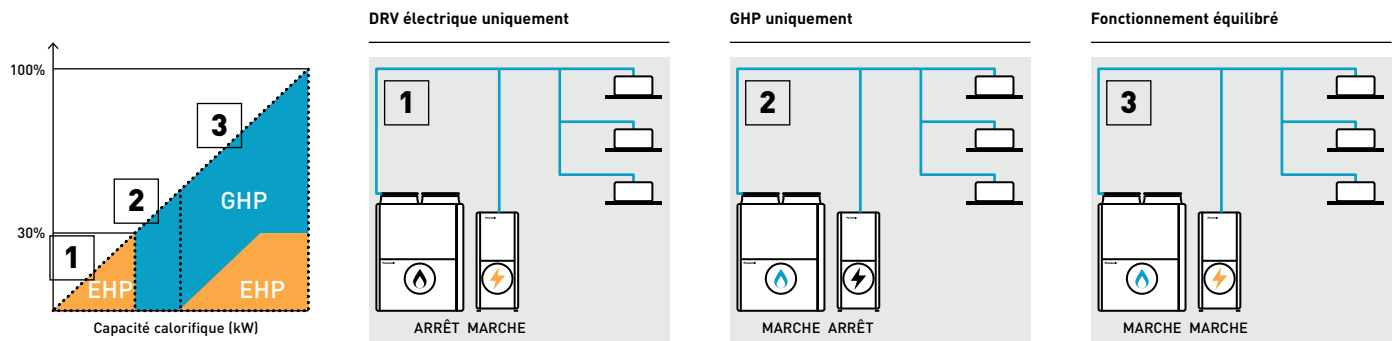 100%
30%
1
2
3
EHP
GHP
EHP
Capacité calorifique (kW)
DRV électrique uniquement
1
ARRÊT MARCHE
GHP uniquement
2
MARCHE ARRÊT
Fonctionnement équilibré
3
MARCHE MARCHE